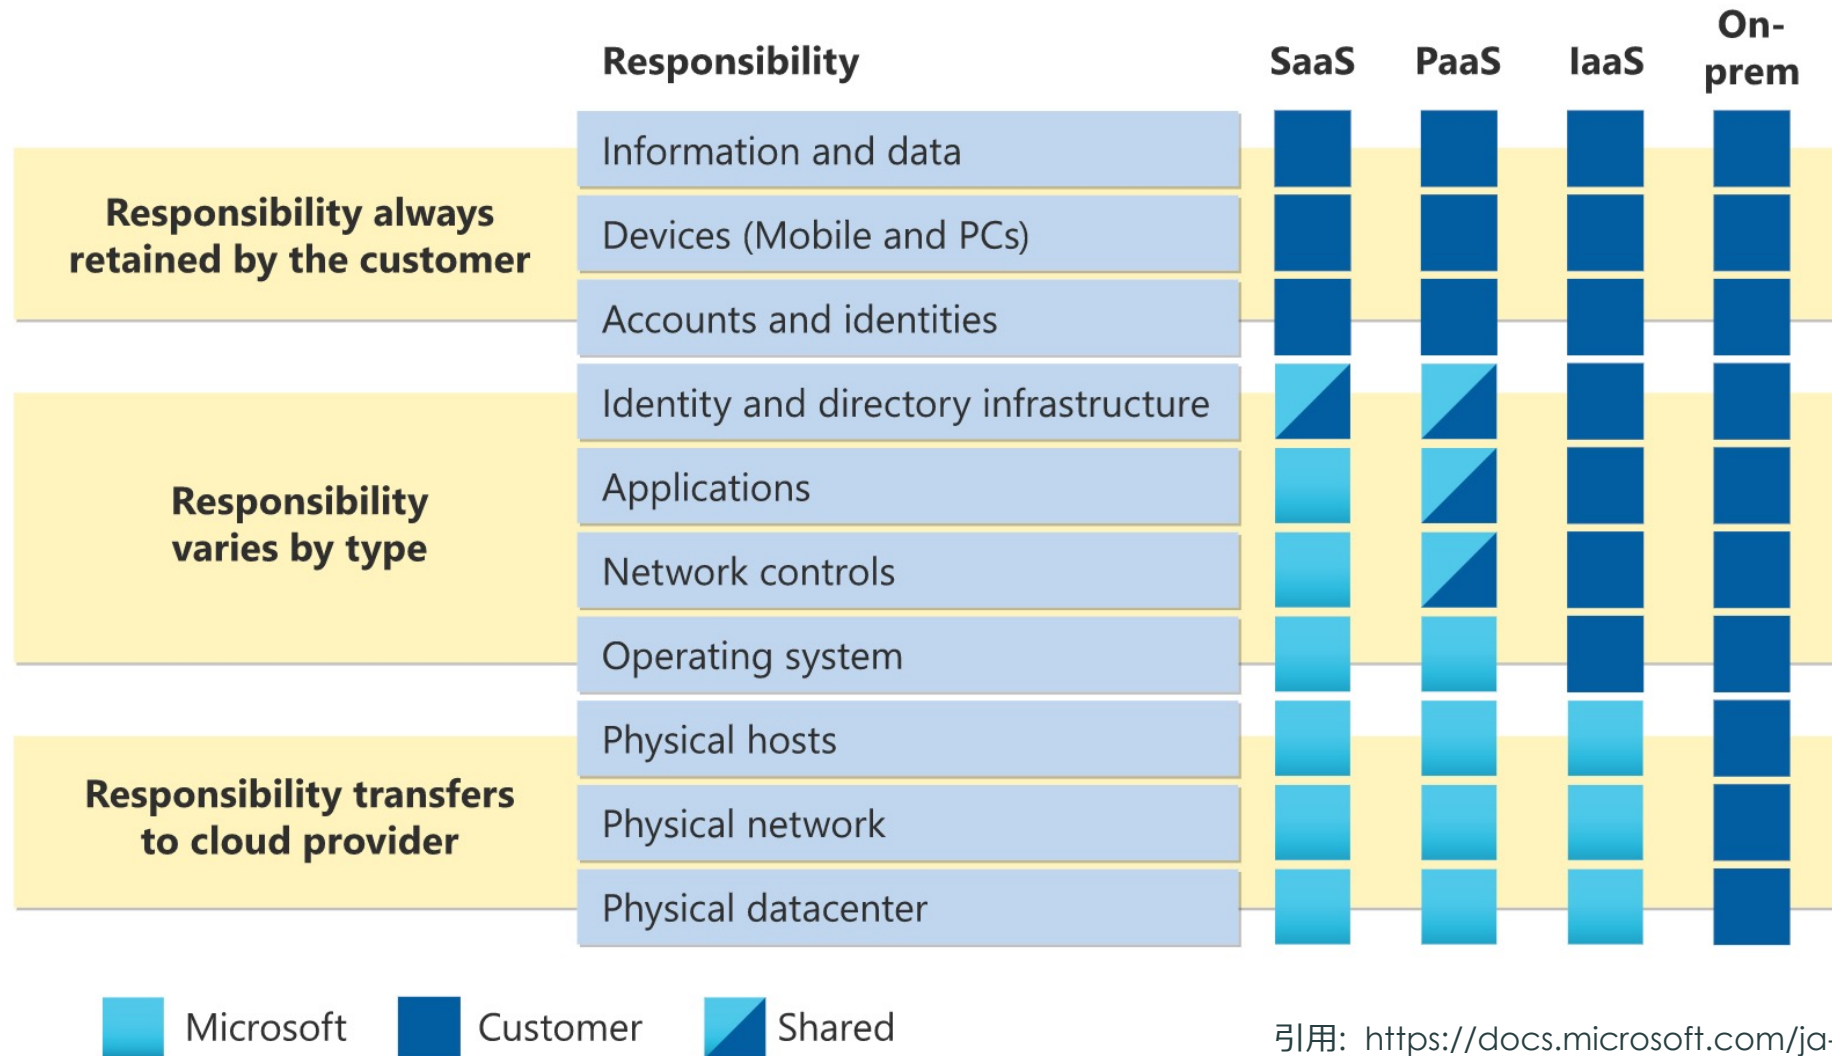 Responsibility SaaS PaaS IaaS On-
prem
Responsibility always
retained by the customer
Information and data
Devices (Mobile and PCs)
Accounts and identities
Responsibility
varies by type
Identity and directory infrastructure
Applications
Network controls
Operating system
Responsibility transfers
to cloud provider
Physical hosts
Physical network
Physical datacenter
Microsoft Customer Shared
引用: https://docs.microsoft.com/ja-